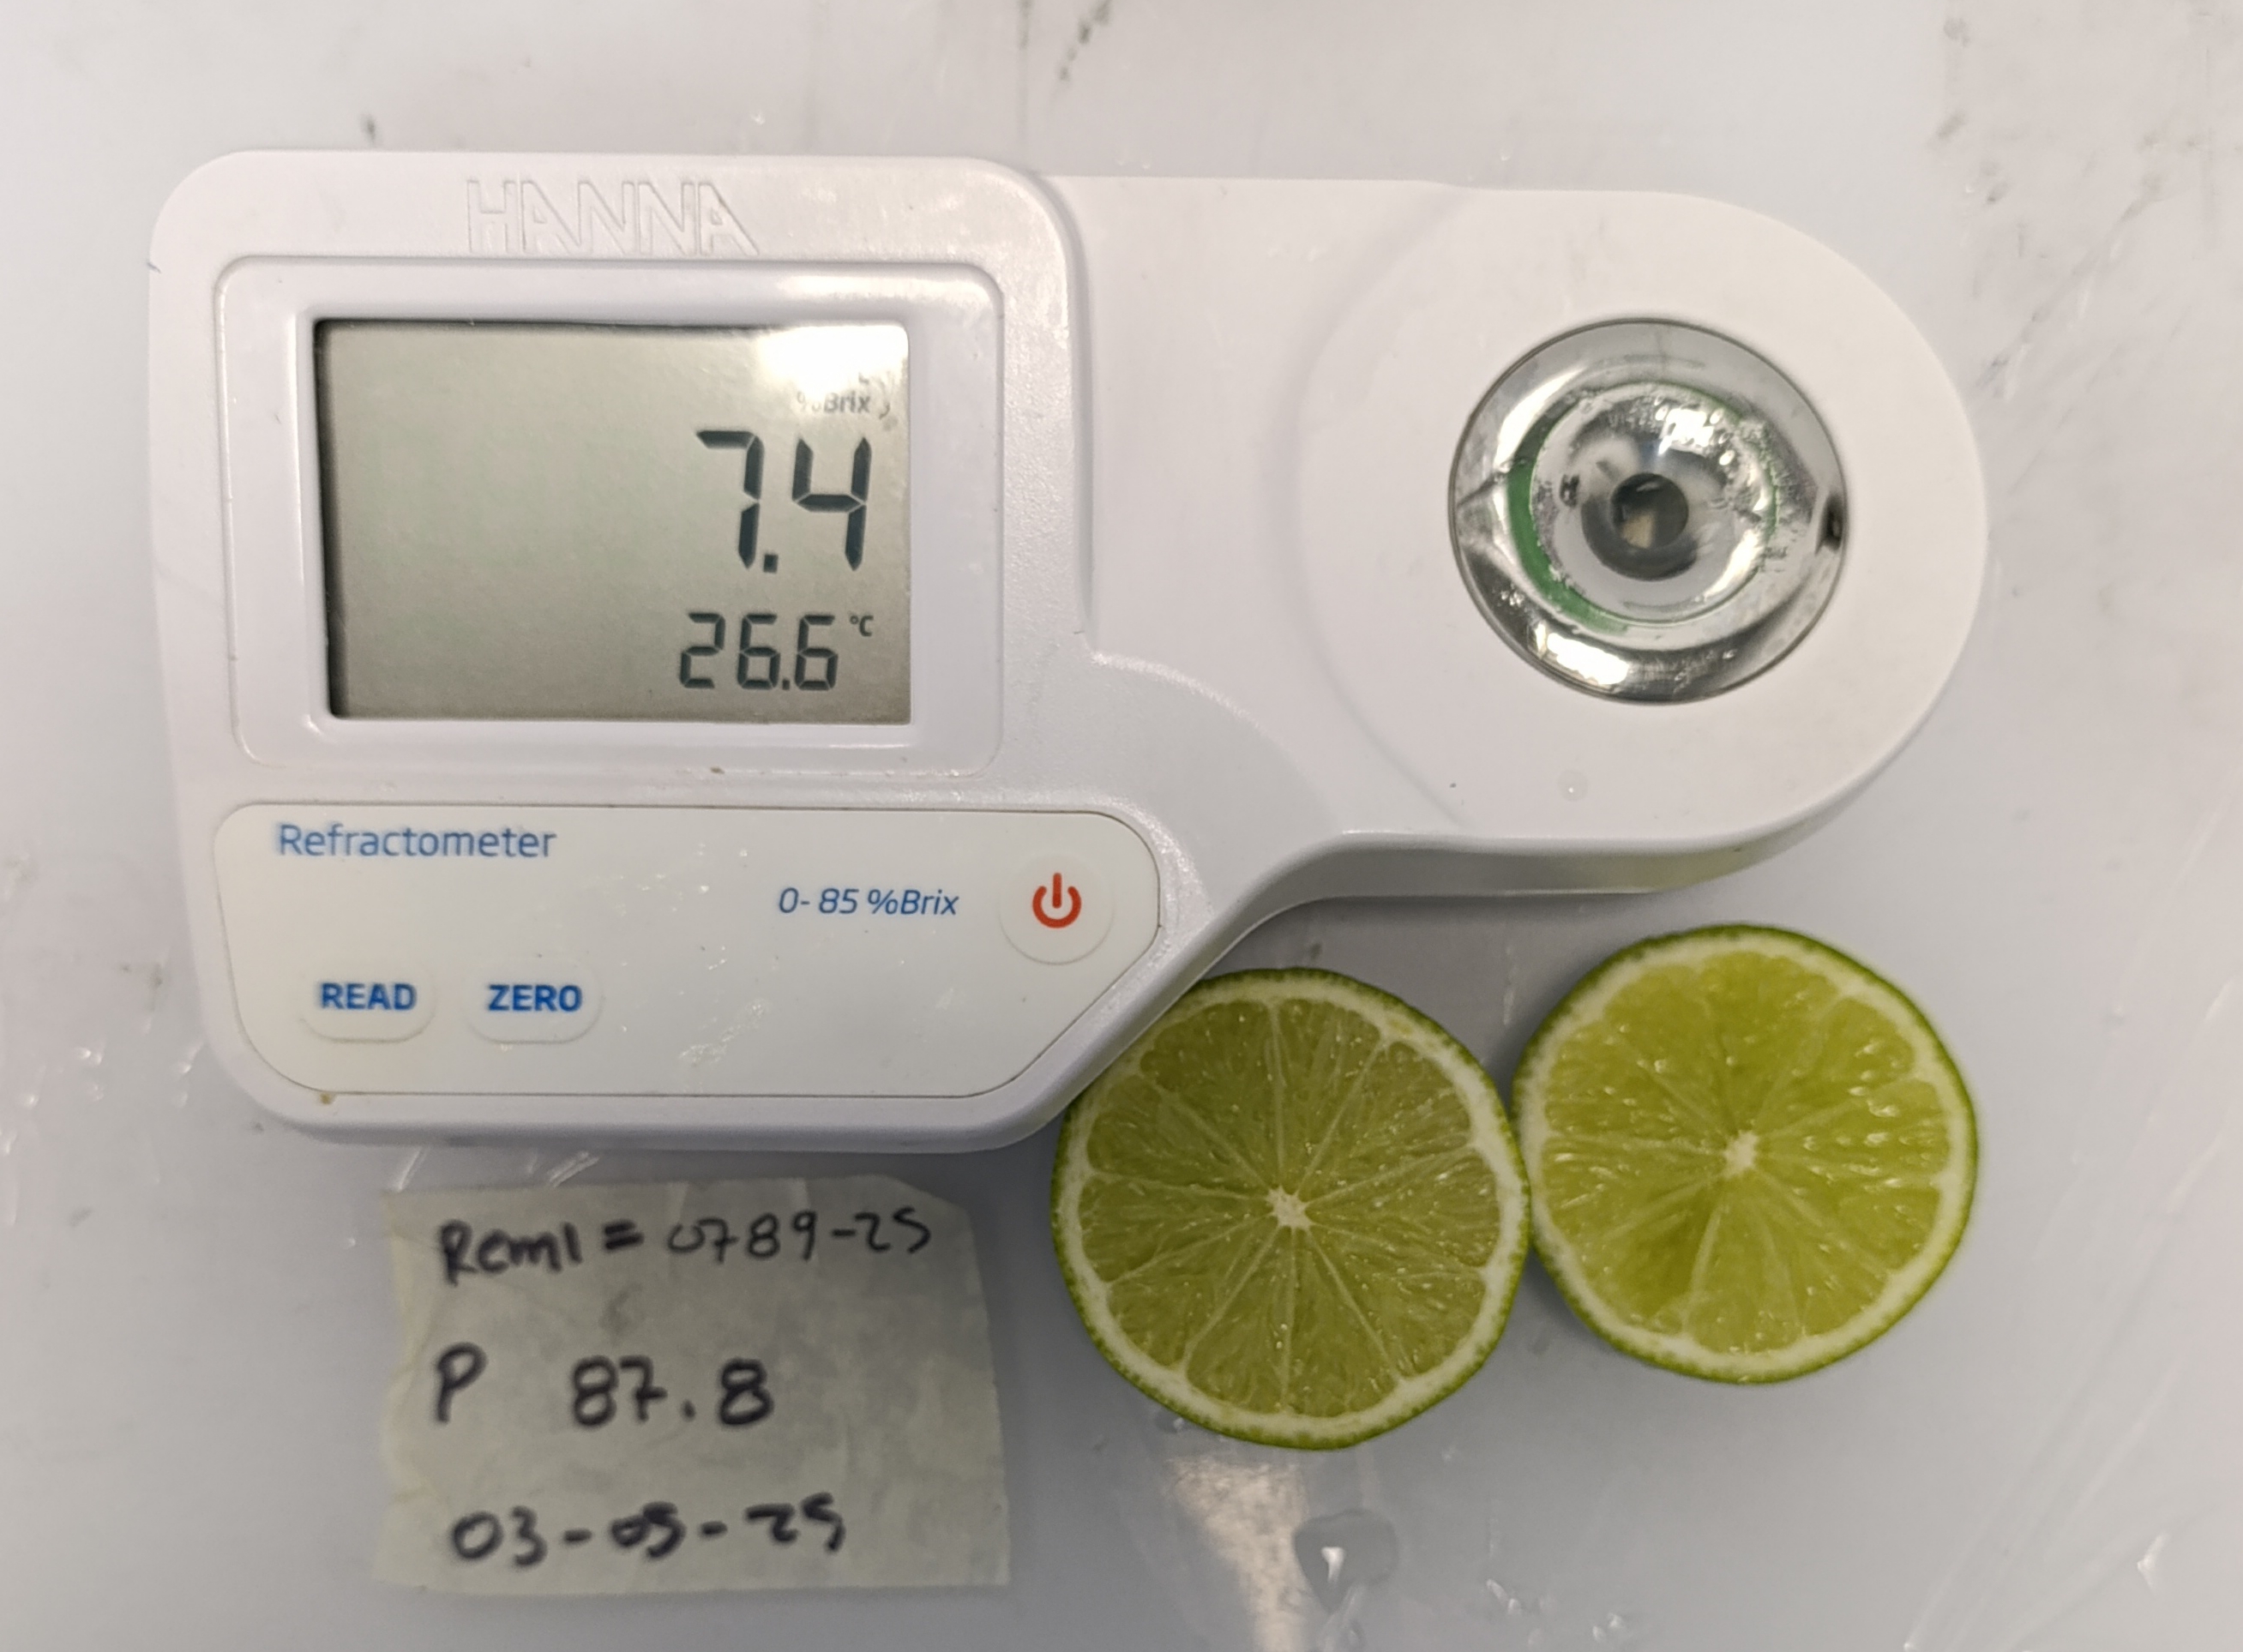 HANNA
%Brix
7.4
26.6 °C
Refractometer
0- 85 %Brix
READ ZERO
Reml = 0789-25
P 87.8
03-05-25